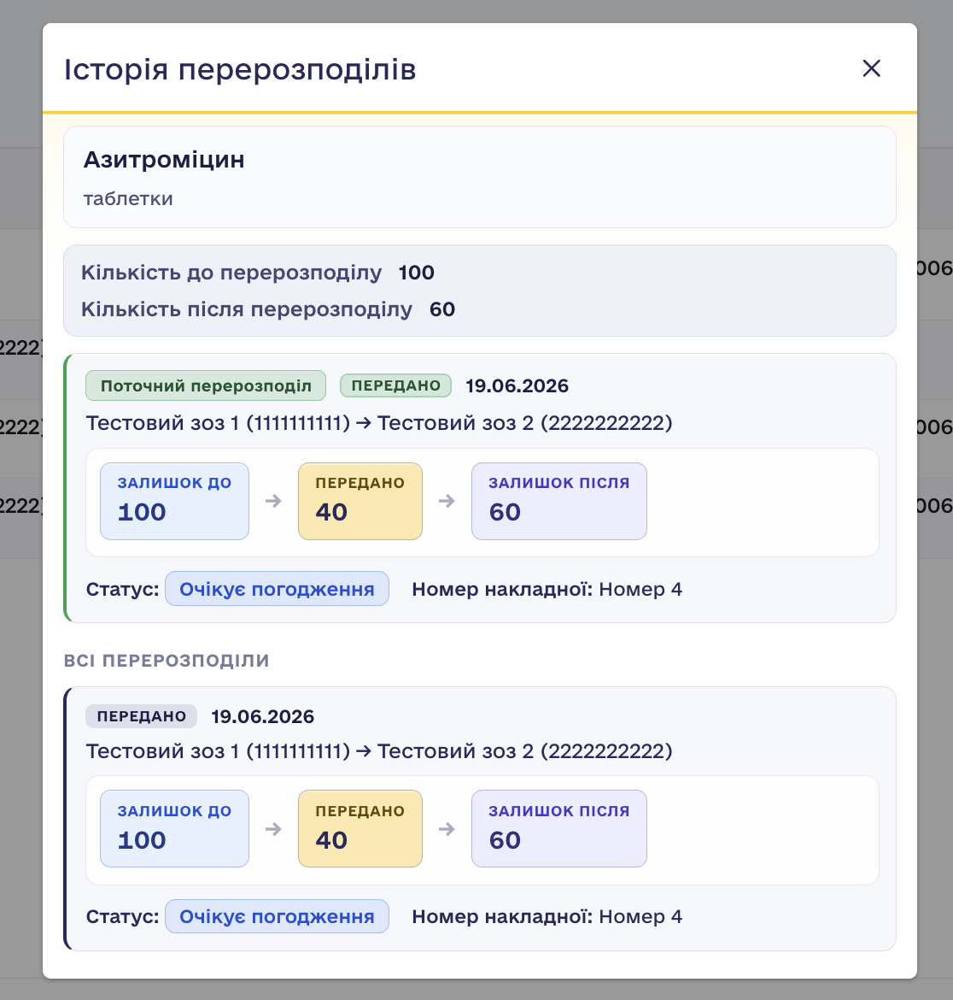 Історія перерозподілів
Азитроміцин
таблетки
Кількість до перерозподілу 100
Кількість після перерозподілу 60
Поточний перерозподіл ПЕРЕДАНО 19.06.2026
Тестовий зоз 1 (1111111111) → Тестовий зоз 2 (2222222222)
ЗАЛИШОК ДО → ПЕРЕДАНО → ЗАЛИШОК ПІСЛЯ
100 40 60
Статус: Очікує погодження Номер накладної: Номер 4
ВСІ ПЕРЕРОЗПОДІЛИ
ПЕРЕДАНО 19.06.2026
Тестовий зоз 1 (1111111111) → Тестовий зоз 2 (2222222222)
ЗАЛИШОК ДО → ПЕРЕДАНО → ЗАЛИШОК ПІСЛЯ
100 40 60
Статус: Очікує погодження Номер накладної: Номер 4